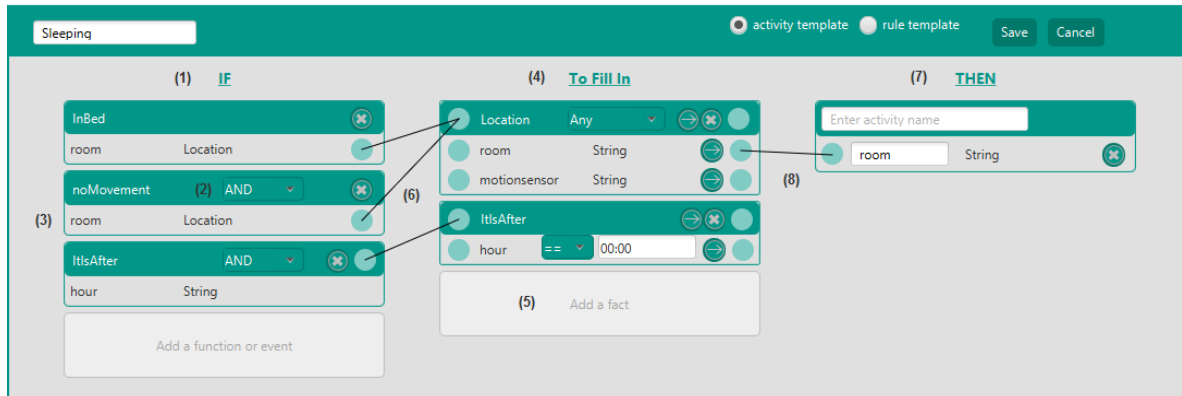 Sleeping
activity template rule template Save Cancel
(1) IF
InBed
room Location
noMovement (2) AND
(3) room Location
ItIsAfter AND
hour String
Add a function or event
(4) To Fill In
Location Any
room String
motionsensor String
(6)
ItIsAfter
hour == 00:00
(5) Add a fact
(7) THEN
Enter activity name
room String
(8)